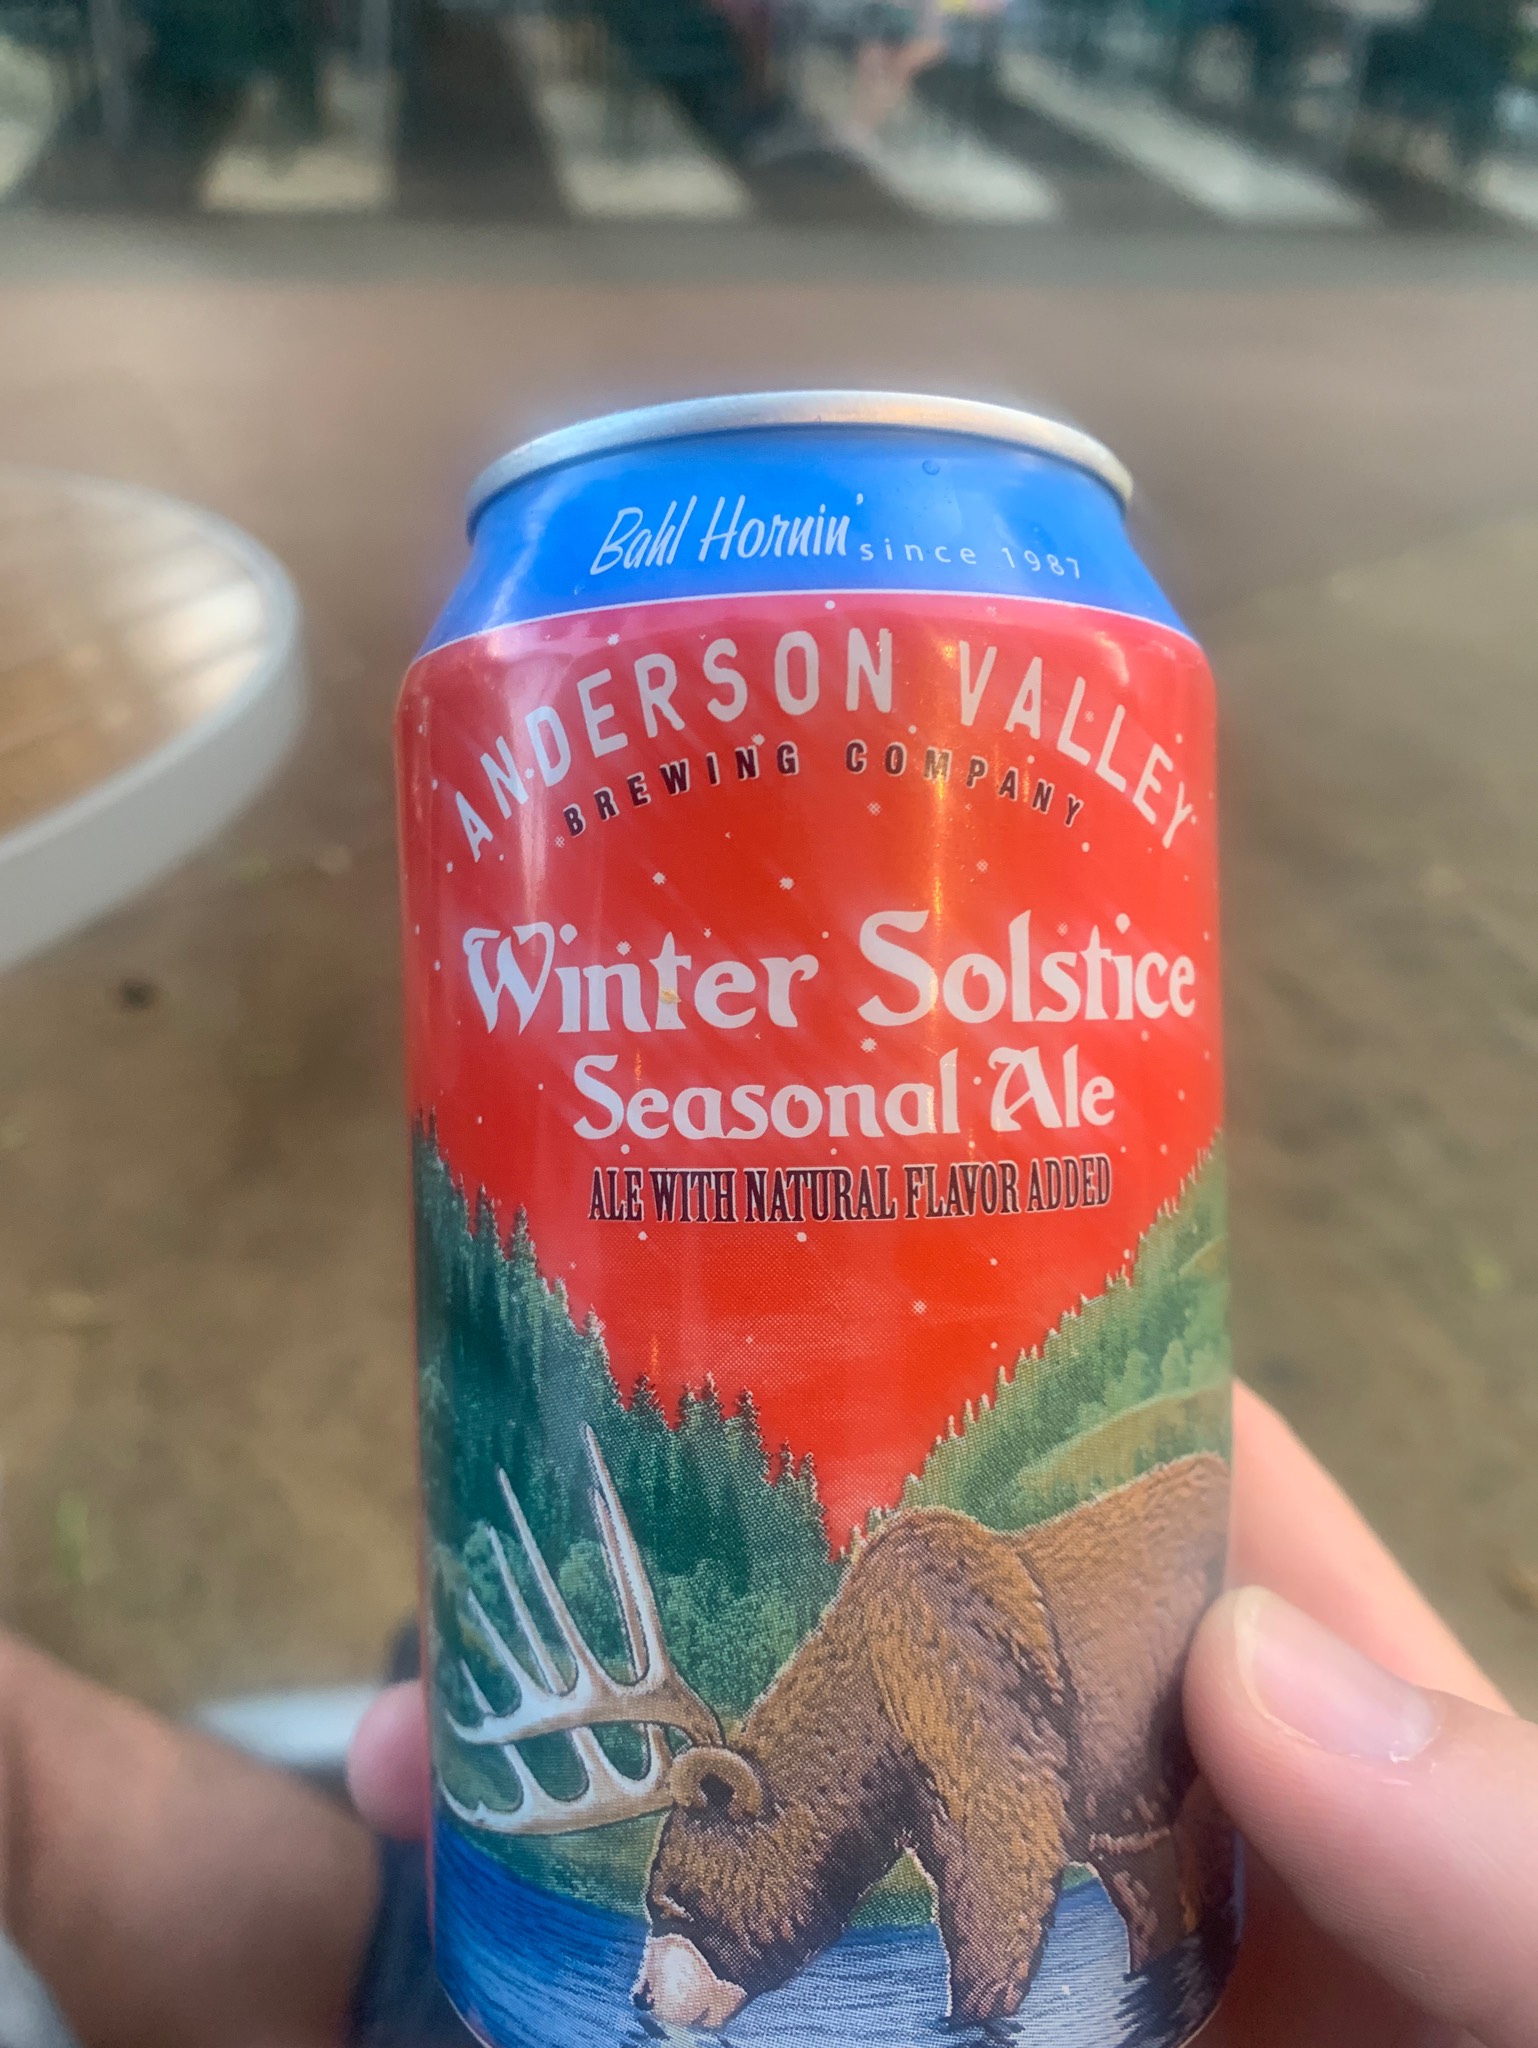 Bahl Hornin' since 1987
ANDERSON VALLEY
BREWING COMPANY
Winter Solstice
Seasonal Ale
ALE WITH NATURAL FLAVOR ADDED